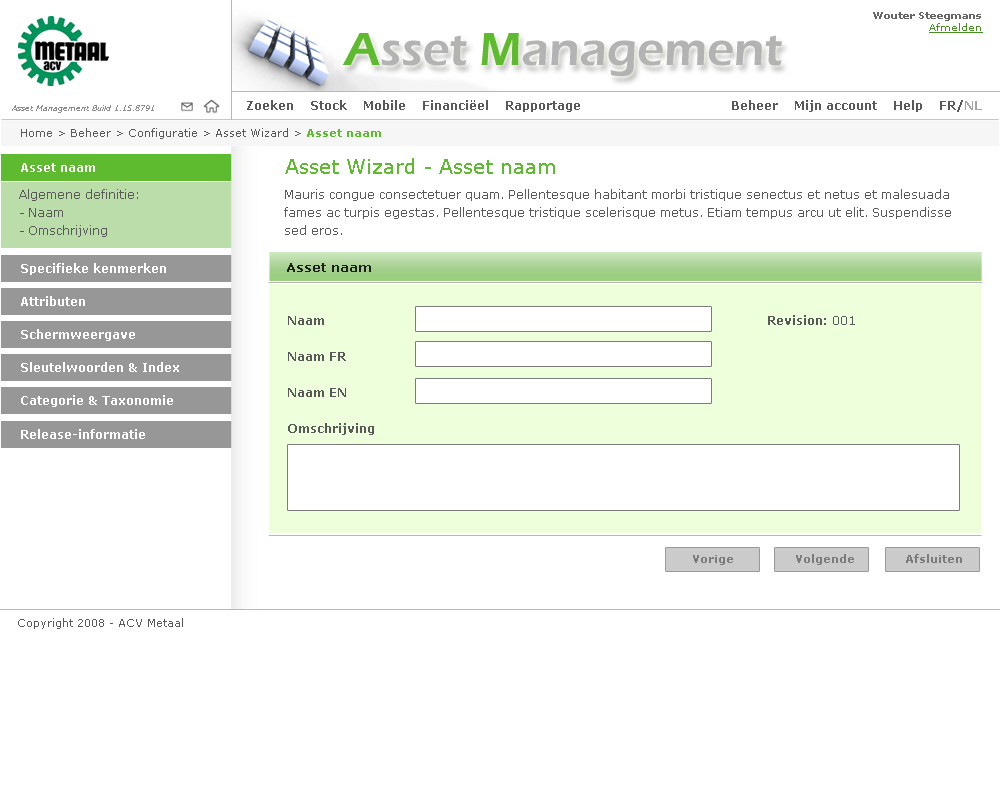 METAAL
acv
Asset Management Build 1.15.8791
Asset Management
Wouter Steegmans
Afmelden
Zoeken Stock Mobile Financiëel Rapportage Beheer Mijn account Help FR/NL
Home > Beheer > Configuratie > Asset Wizard > Asset naam
Asset naam
Algemene definitie:
- Naam
- Omschrijving
Specifieke kenmerken
Attributen
Schermweergave
Sleutelwoorden & Index
Categorie & Taxonomie
Release-informatie
Asset Wizard - Asset naam
Mauris congue consectetuer quam. Pellentesque habitant morbi tristique senectus et netus et malesuada
fames ac turpis egestas. Pellentesque tristique scelerisque metus. Etiam tempus arcu ut elit. Suspendisse
sed eros.
Asset naam
Naam
Revision: 001
Naam FR
Naam EN
Omschrijving
Vorige Volgende Afsluiten
Copyright 2008 - ACV Metaal